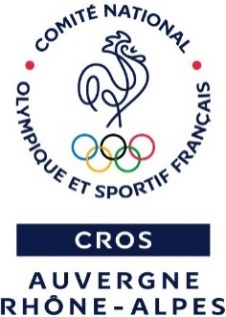 COMITÉ NATIONAL
OLYMPIQUE ET SPORTIF FRANÇAIS
CROS
AUVERGNE
RHÔNE-ALPES